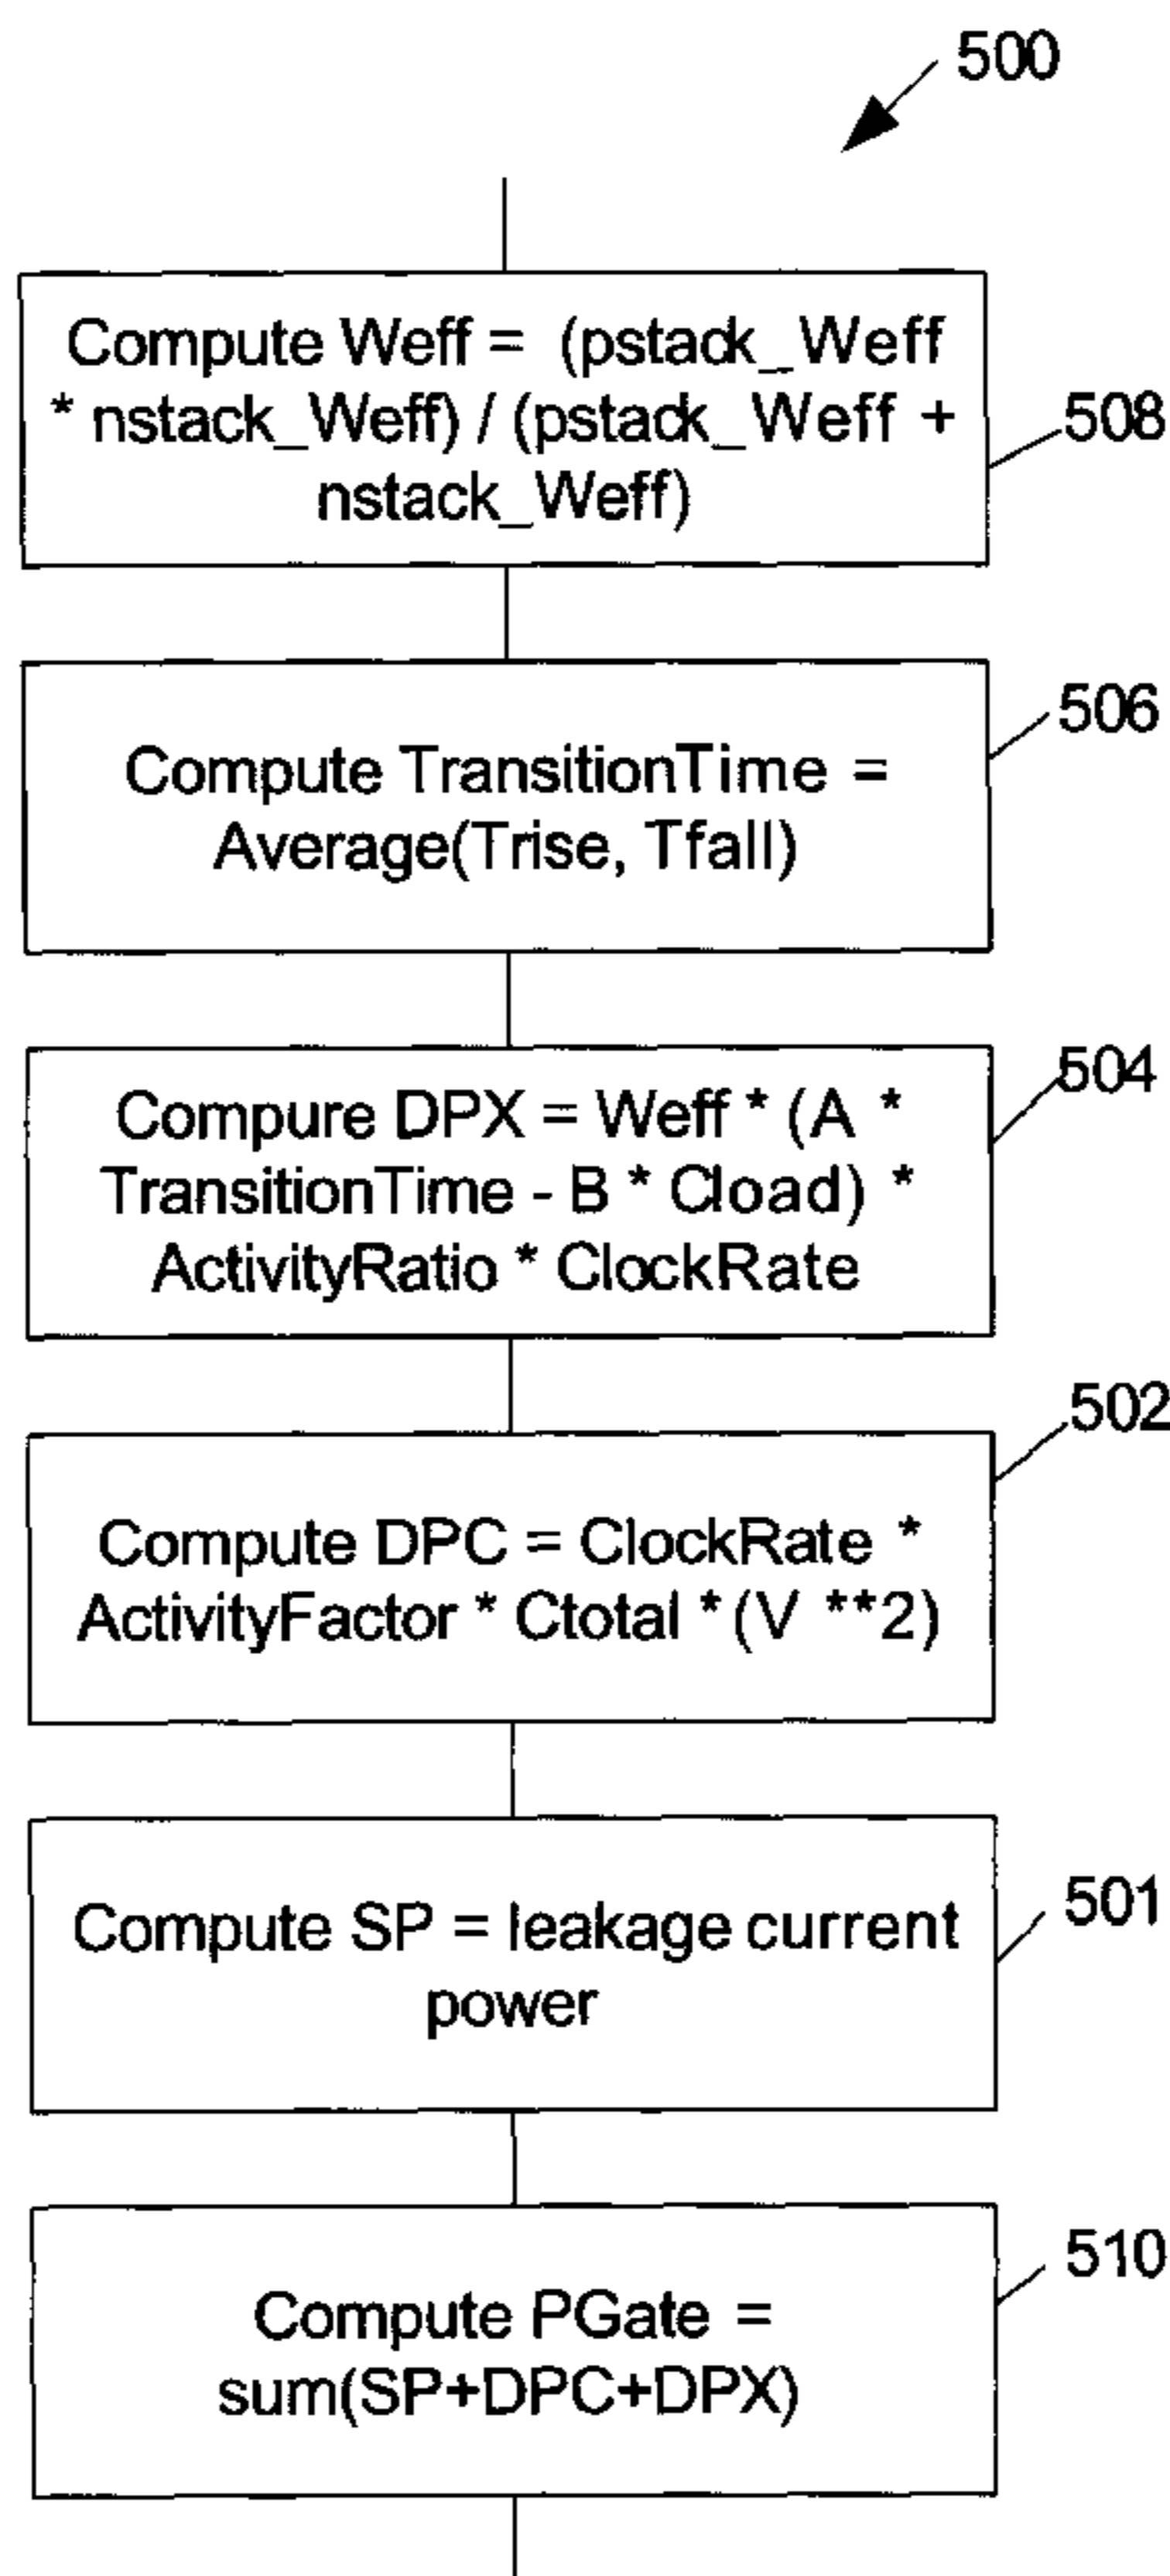 500
Compute Weff = (pstack_Weff
* nstack_Weff) / (pstack_Weff +
nstack_Weff)
508
Compute TransitionTime =
Average(Trise, Tfall)
506
Compure DPX = Weff * (A *
TransitionTime - B * Cload) *
ActivityRatio * ClockRate
504
Compute DPC = ClockRate *
ActivityFactor * Ctotal * (V **2)
502
Compute SP = leakage current
power
501
Compute PGate =
sum(SP+DPC+DPX)
510